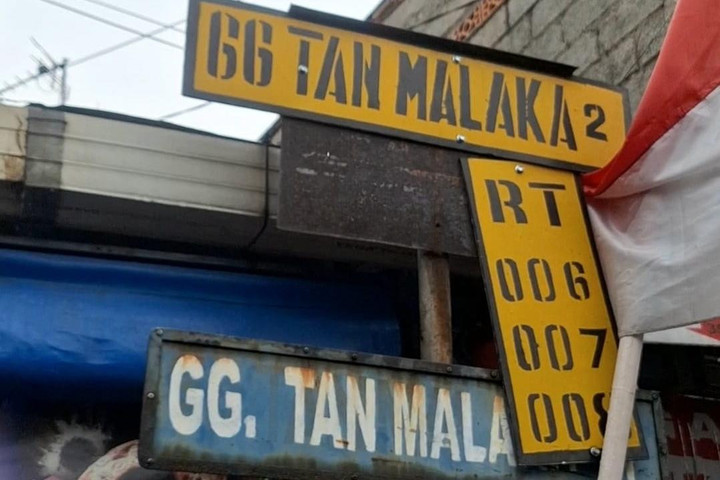 GG TAN MALAKA 2
RT
006
007
008
GG. TAN MALA